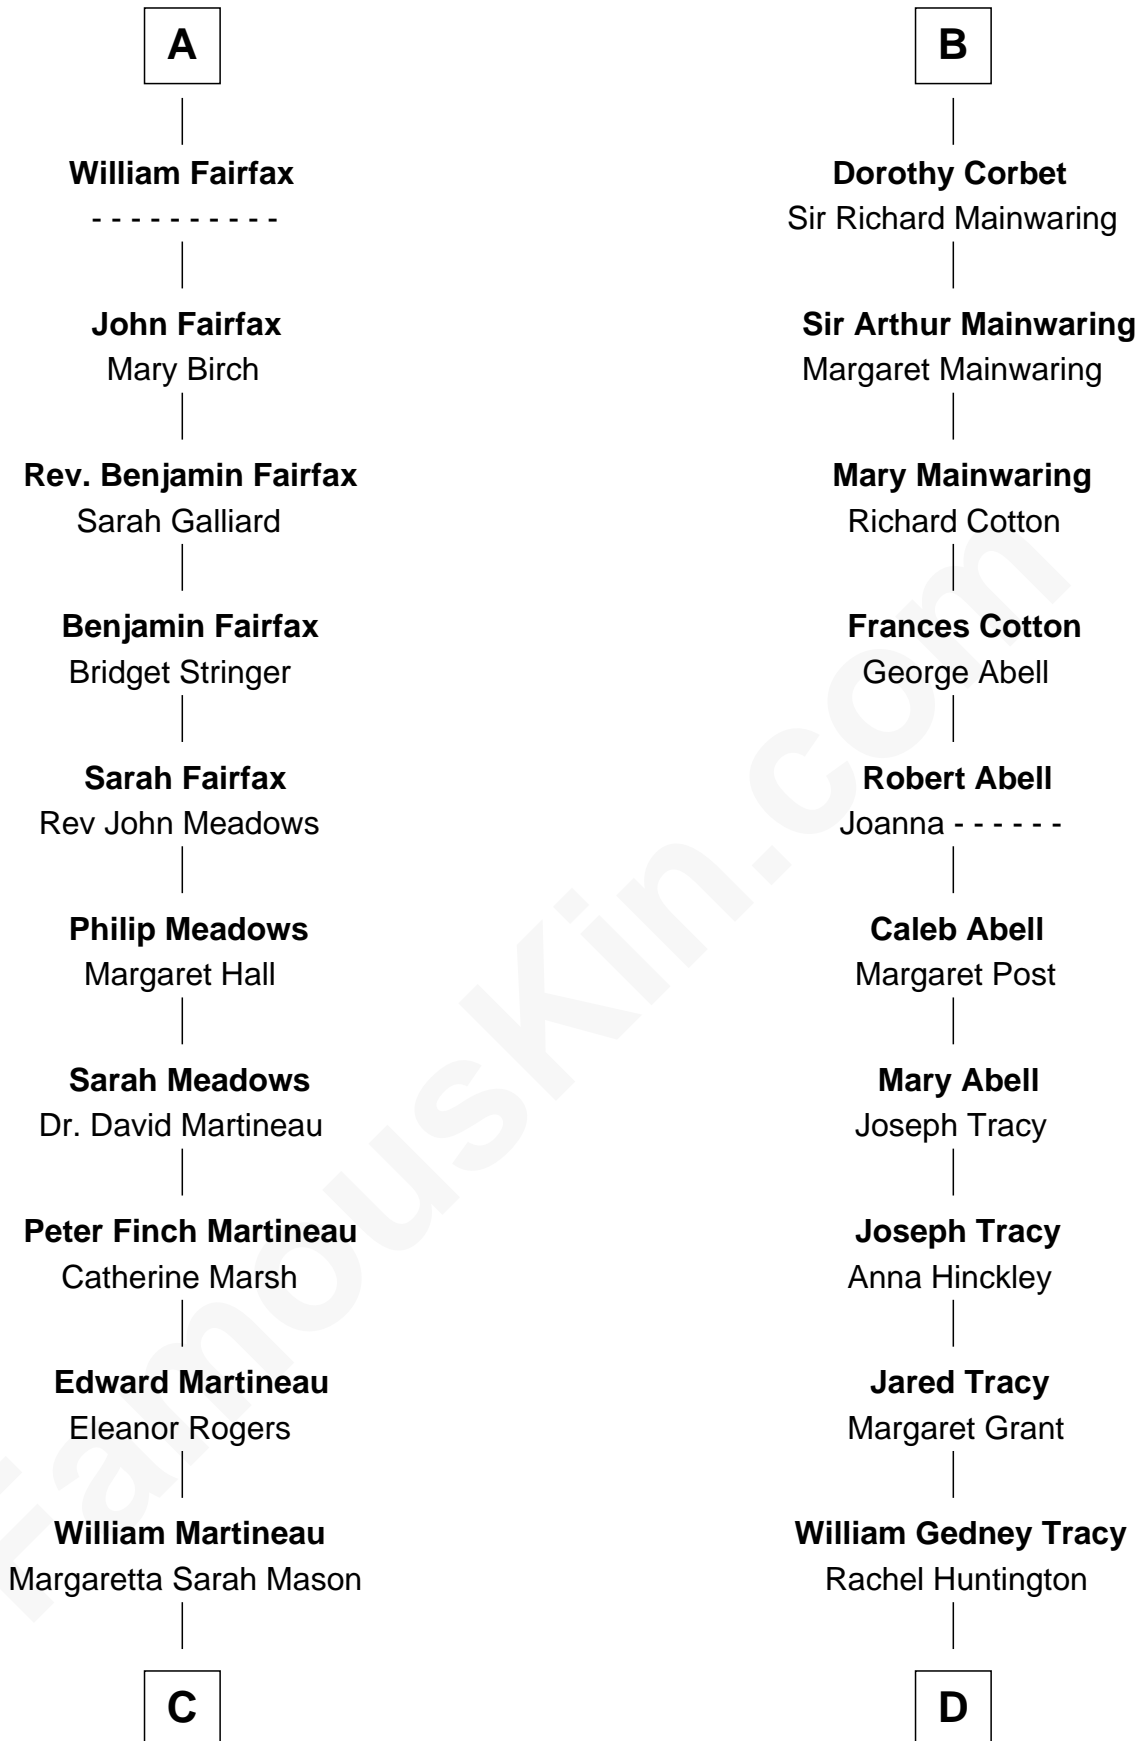 A
William Fairfax
- - - - - - - - - -
John Fairfax
Mary Birch
Rev. Benjamin Fairfax
Sarah Galliard
Benjamin Fairfax
Bridget Stringer
Sarah Fairfax
Rev John Meadows
Philip Meadows
Margaret Hall
Sarah Meadows
Dr. David Martineau
Peter Finch Martineau
Catherine Marsh
Edward Martineau
Eleanor Rogers
William Martineau
Margaretta Sarah Mason
C
B
Dorothy Corbet
Sir Richard Mainwaring
Sir Arthur Mainwaring
Margaret Mainwaring
Mary Mainwaring
Richard Cotton
Frances Cotton
George Abell
Robert Abell
Joanna - - - - - -
Caleb Abell
Margaret Post
Mary Abell
Joseph Tracy
Joseph Tracy
Anna Hinckley
Jared Tracy
Margaret Grant
William Gedney Tracy
Rachel Huntington
D
FamousKin.com